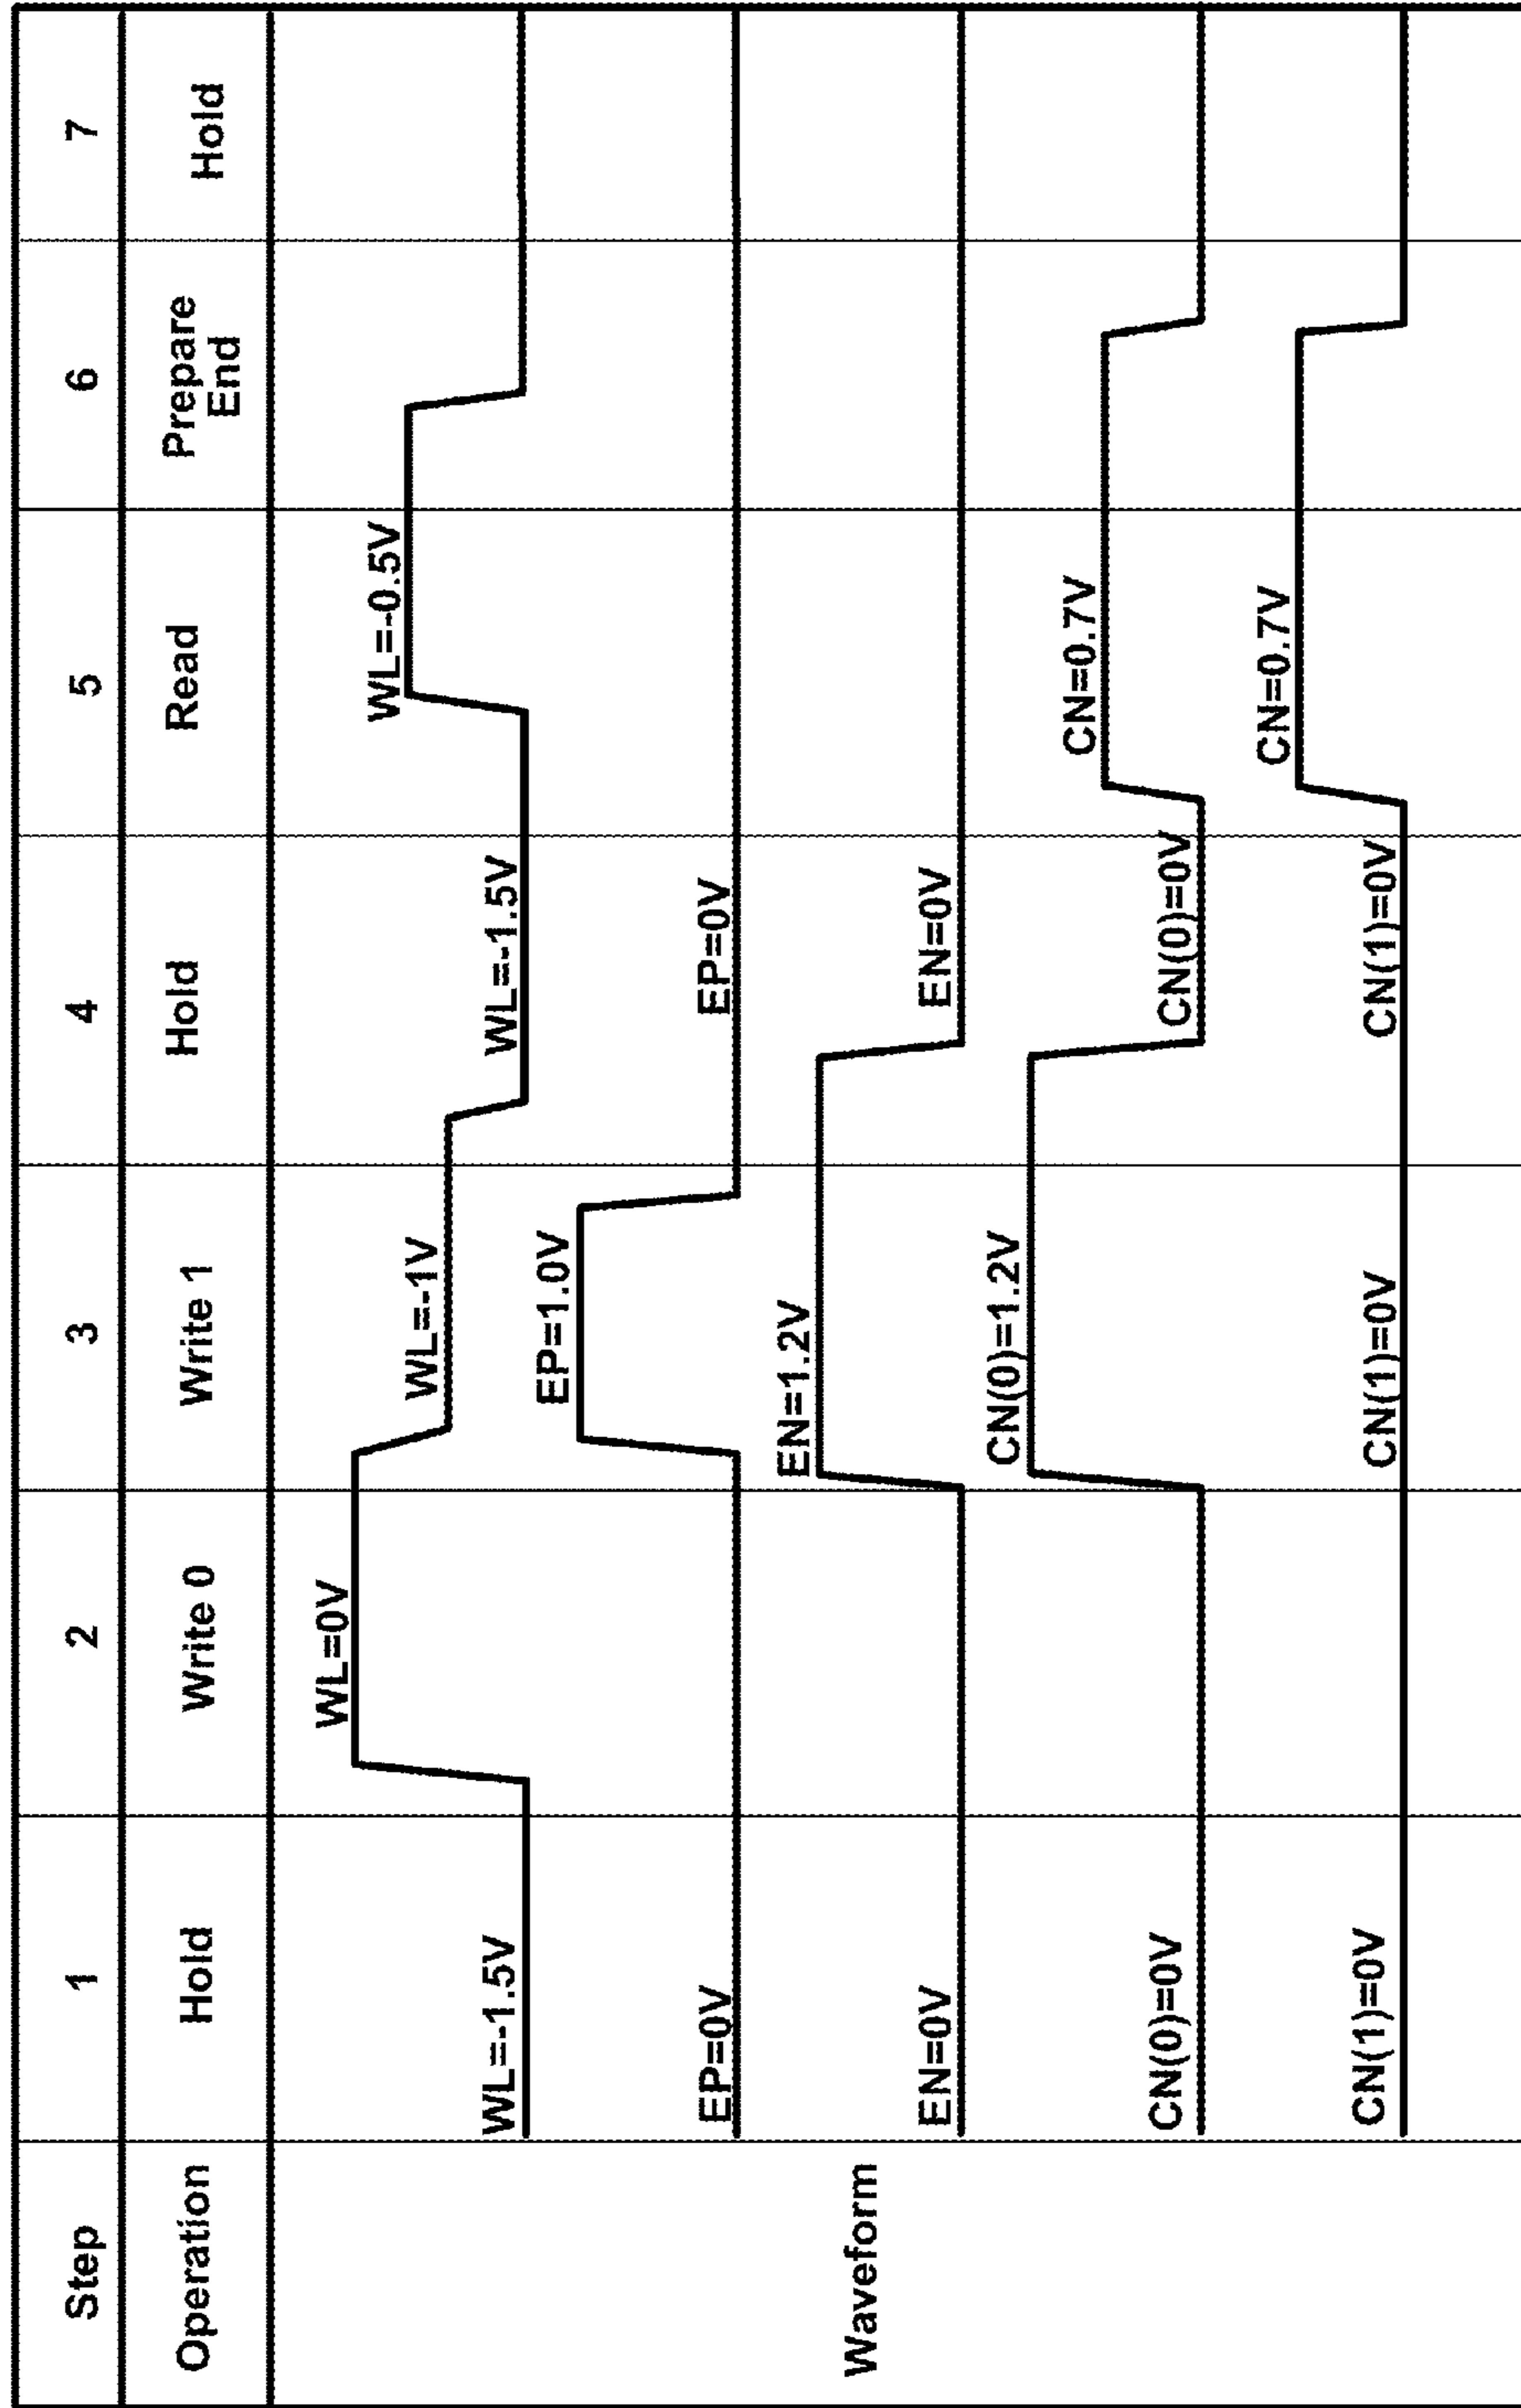 Step 1 2 3 4 5 6 7
Operation Hold Write 0 Write 1 Hold Read Prepare End Hold
Waveform
WL=-1.5V WL=0V WL=-1V WL=-1.5V WL=-0.5V
EP=0V EP=1.0V EP=0V
EN=0V EN=1.2V EN=0V
CN(0)=0V CN(0)=1.2V CN(0)=0V CN=0.7V
CN(1)=0V CN(1)=0V CN(1)=0V CN=0.7V